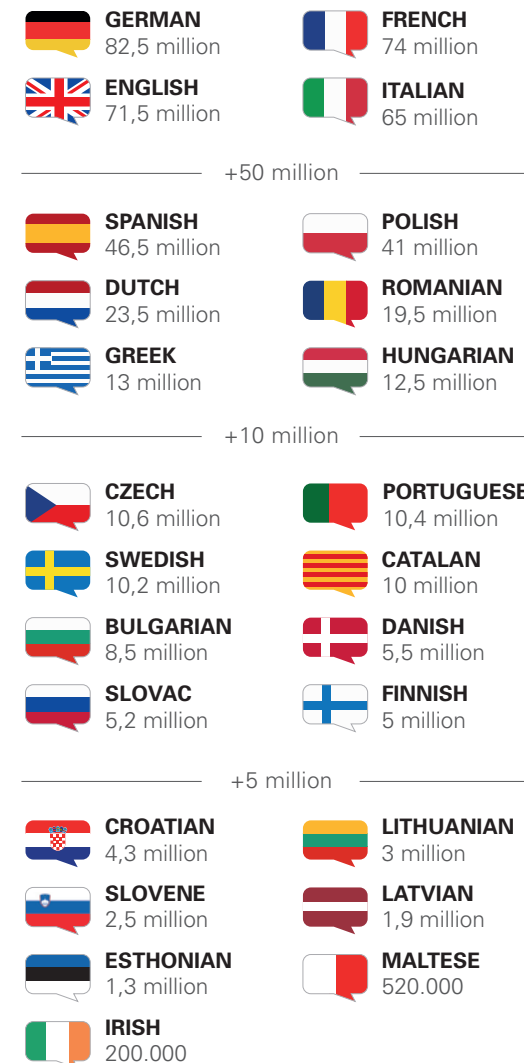 GERMAN
82,5 million
FRENCH
74 million
ENGLISH
71,5 million
ITALIAN
65 million
+50 million
SPANISH
46,5 million
POLISH
41 million
DUTCH
23,5 million
ROMANIAN
19,5 million
GREEK
13 million
HUNGARIAN
12,5 million
+10 million
CZECH
10,6 million
PORTUGUESE
10,4 million
SWEDISH
10,2 million
CATALAN
10 million
BULGARIAN
8,5 million
DANISH
5,5 million
SLOVAC
5,2 million
FINNISH
5 million
+5 million
CROATIAN
4,3 million
LITHUANIAN
3 million
SLOVENE
2,5 million
LATVIAN
1,9 million
ESTHONIAN
1,3 million
MALTESE
520.000
IRISH
200.000